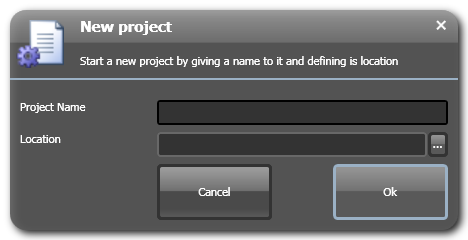 New project
Start a new project by giving a name to it and defining is location
Project Name
Location
...
Cancel
Ok